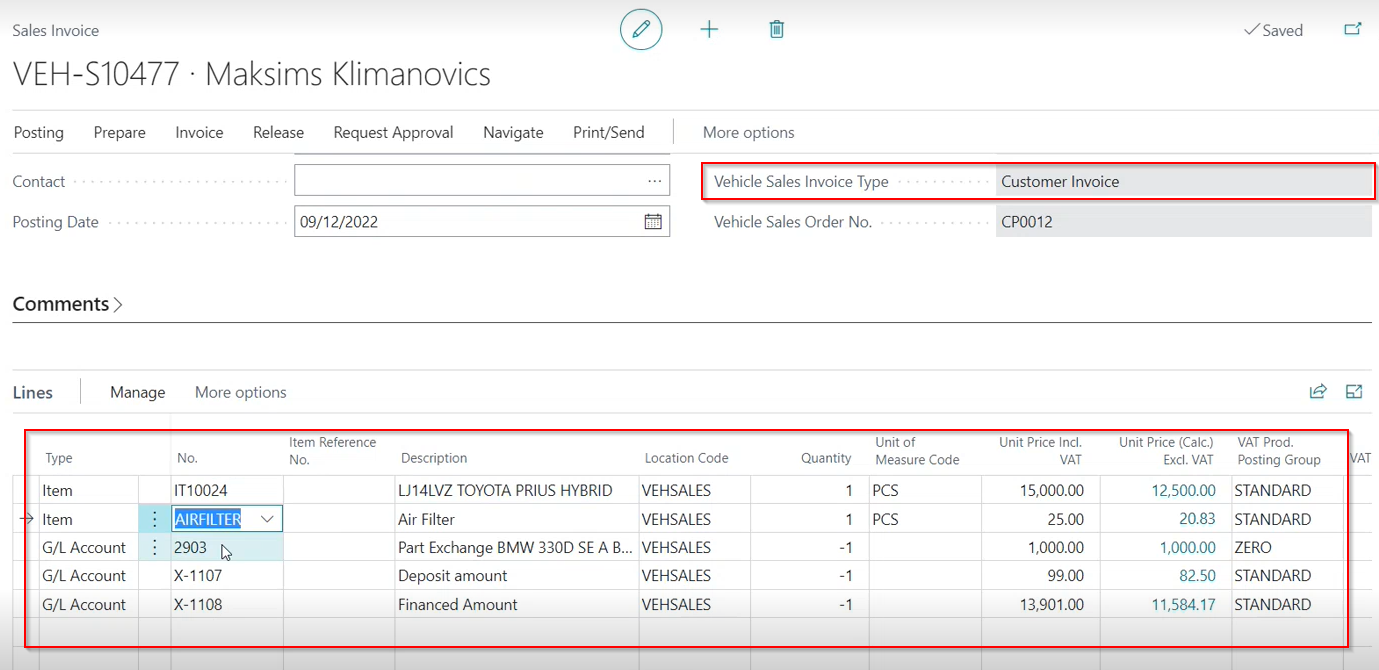 Sales Invoice
Saved
VEH-S10477 · Maksims Klimanovics
Posting Prepare Invoice Release Request Approval Navigate Print/Send More options
Contact Vehicle Sales Invoice Type Customer Invoice
Posting Date 09/12/2022 Vehicle Sales Order No. CP0012
Comments
Lines Manage More options
Type No. Item Reference No. Description Location Code Quantity Unit of Measure Code Unit Price Incl. VAT Unit Price (Calc.) Excl. VAT VAT Prod. Posting Group VAT
Item IT10024 LJ14LVZ TOYOTA PRIUS HYBRID VEHSALES 1 PCS 15,000.00 12,500.00 STANDARD
Item AIRFILTER Air Filter VEHSALES 1 PCS 25.00 20.83 STANDARD
G/L Account 2903 Part Exchange BMW 330D SE A B... VEHSALES -1 1,000.00 1,000.00 ZERO
G/L Account X-1107 Deposit amount VEHSALES -1 99.00 82.50 STANDARD
G/L Account X-1108 Financed Amount VEHSALES -1 13,901.00 11,584.17 STANDARD